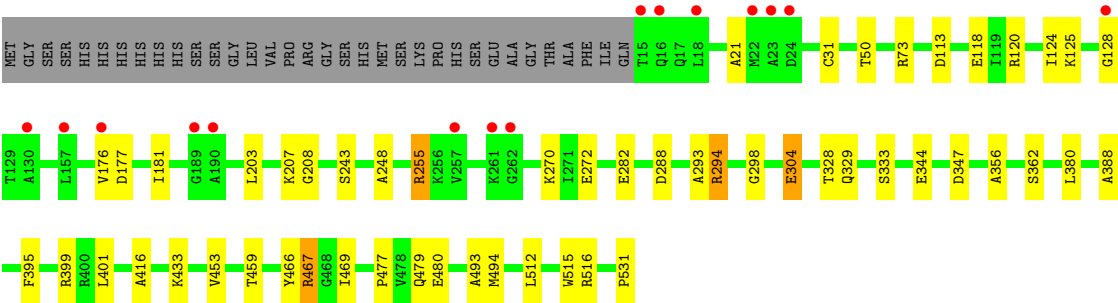 MET GLY SER SER HIS HIS HIS HIS HIS HIS SER SER GLY LEU VAL PRO ARG GLY SER HIS MET SER LYS PRO HIS SER GLU ALA GLY THR ALA PHE ILE GLN T15 Q16 Q17 L18 A21 M22 A23 D24 C31 T50 R73 D113 E118 I119 R120 I124 K125 G128
T129 A130 L157 V176 D177 I181 G189 A190 L203 K207 G208 S243 A248 R255 K256 V257 K261 G262 K270 I271 E272 E282 D288 A293 R294 G298 E304 T328 Q329 S333 E344 D347 A356 S362 L380 A388
F395 R399 R400 L401 A416 K433 V453 T459 Y466 R467 G468 I469 P477 V478 Q479 E480 A493 M494 L512 W515 R516 P531